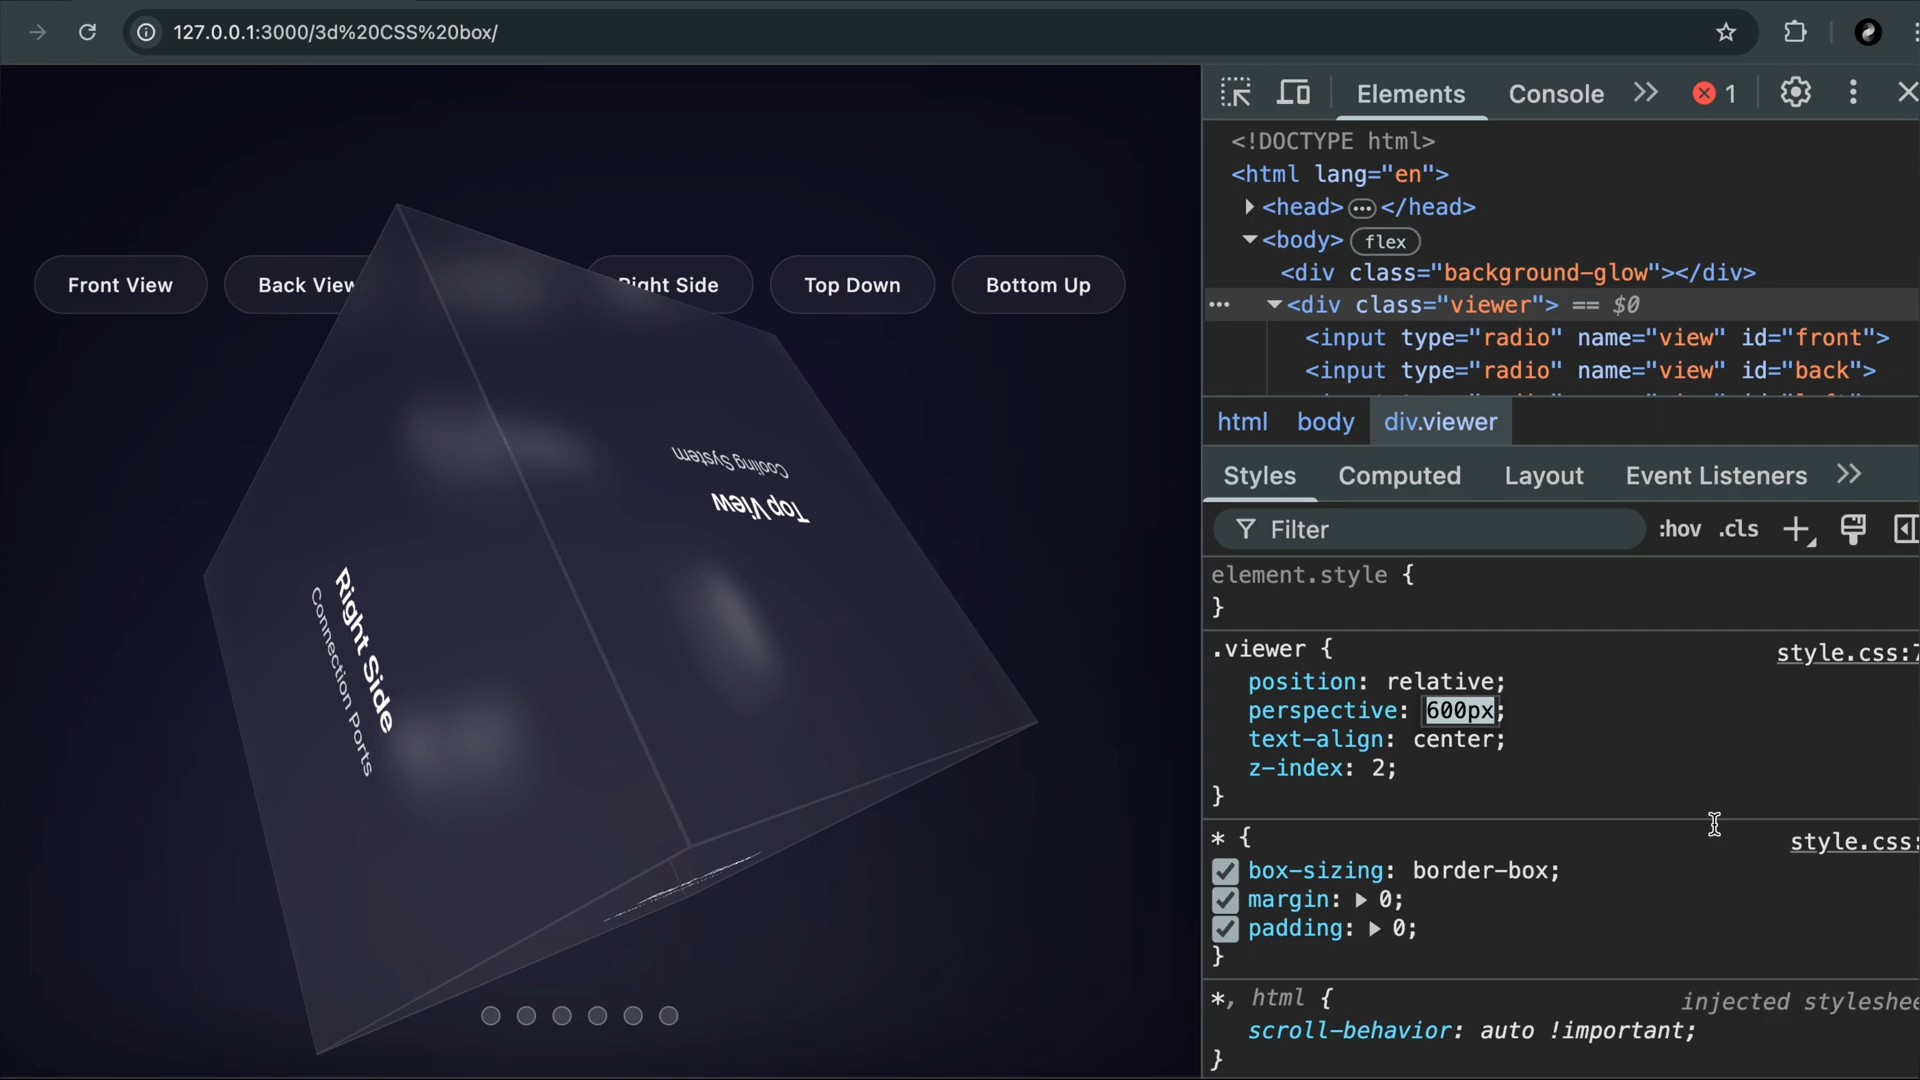 127.0.0.1:3000/3d%20CSS%20box/
Front View
Back View
Right Side
Top Down
Bottom Up
Cooling System
Top View
Right Side
Connection Ports
Elements
Console
1
<!DOCTYPE html>
<html lang="en">
<head> ••• </head>
<body> flex
<div class="background-glow"></div>
••• <div class="viewer"> == $0
<input type="radio" name="view" id="front">
<input type="radio" name="view" id="back">
html body div.viewer
Styles Computed Layout Event Listeners
Filter
:hov .cls
element.style {
}
.viewer { style.css:7
position: relative;
perspective: 600px;
text-align: center;
z-index: 2;
}
* { style.css:
box-sizing: border-box;
margin: 0;
padding: 0;
}
*, html { injected styleshee
scroll-behavior: auto !important;
}